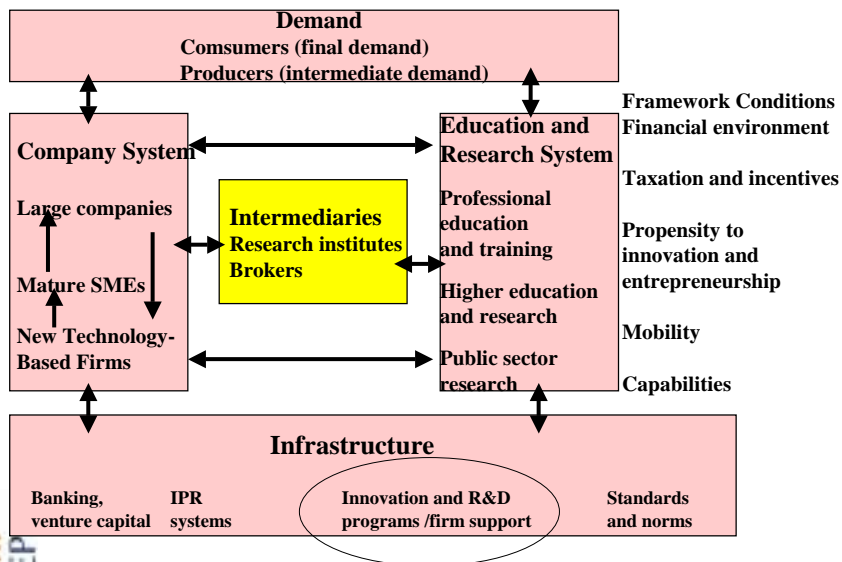 Demand
Comsumers (final demand)
Producers (intermediate demand)
Company System
Large companies
Mature SMEs
New Technology-
Based Firms
Intermediaries
Research institutes
Brokers
Education and
Research System
Professional
education
and training
Higher education
and research
Public sector
research
Framework Conditions
Financial environment
Taxation and incentives
Propensity to
innovation and
entrepreneurship
Mobility
Capabilities
Infrastructure
Banking,
venture capital
IPR
systems
Innovation and R&D
programs /firm support
Standards
and norms
EP